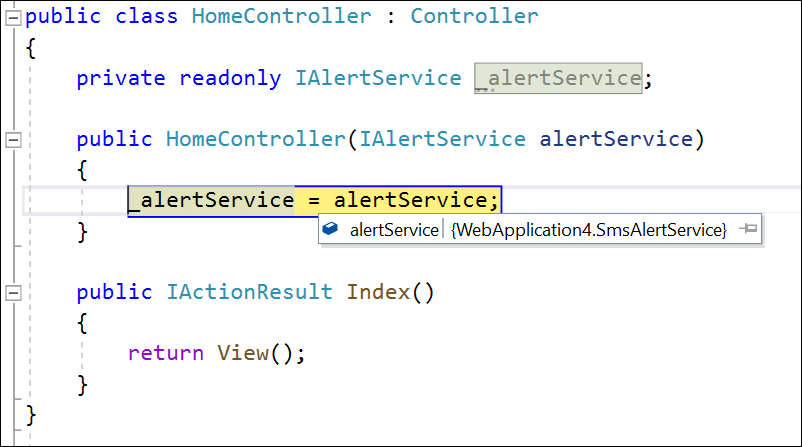 public class HomeController : Controller
{
private readonly IAlertService _alertService;
public HomeController(IAlertService alertService)
{
_alertService = alertService;
alertService {WebApplication4.SmsAlertService}
}
public IActionResult Index()
{
return View();
}
}